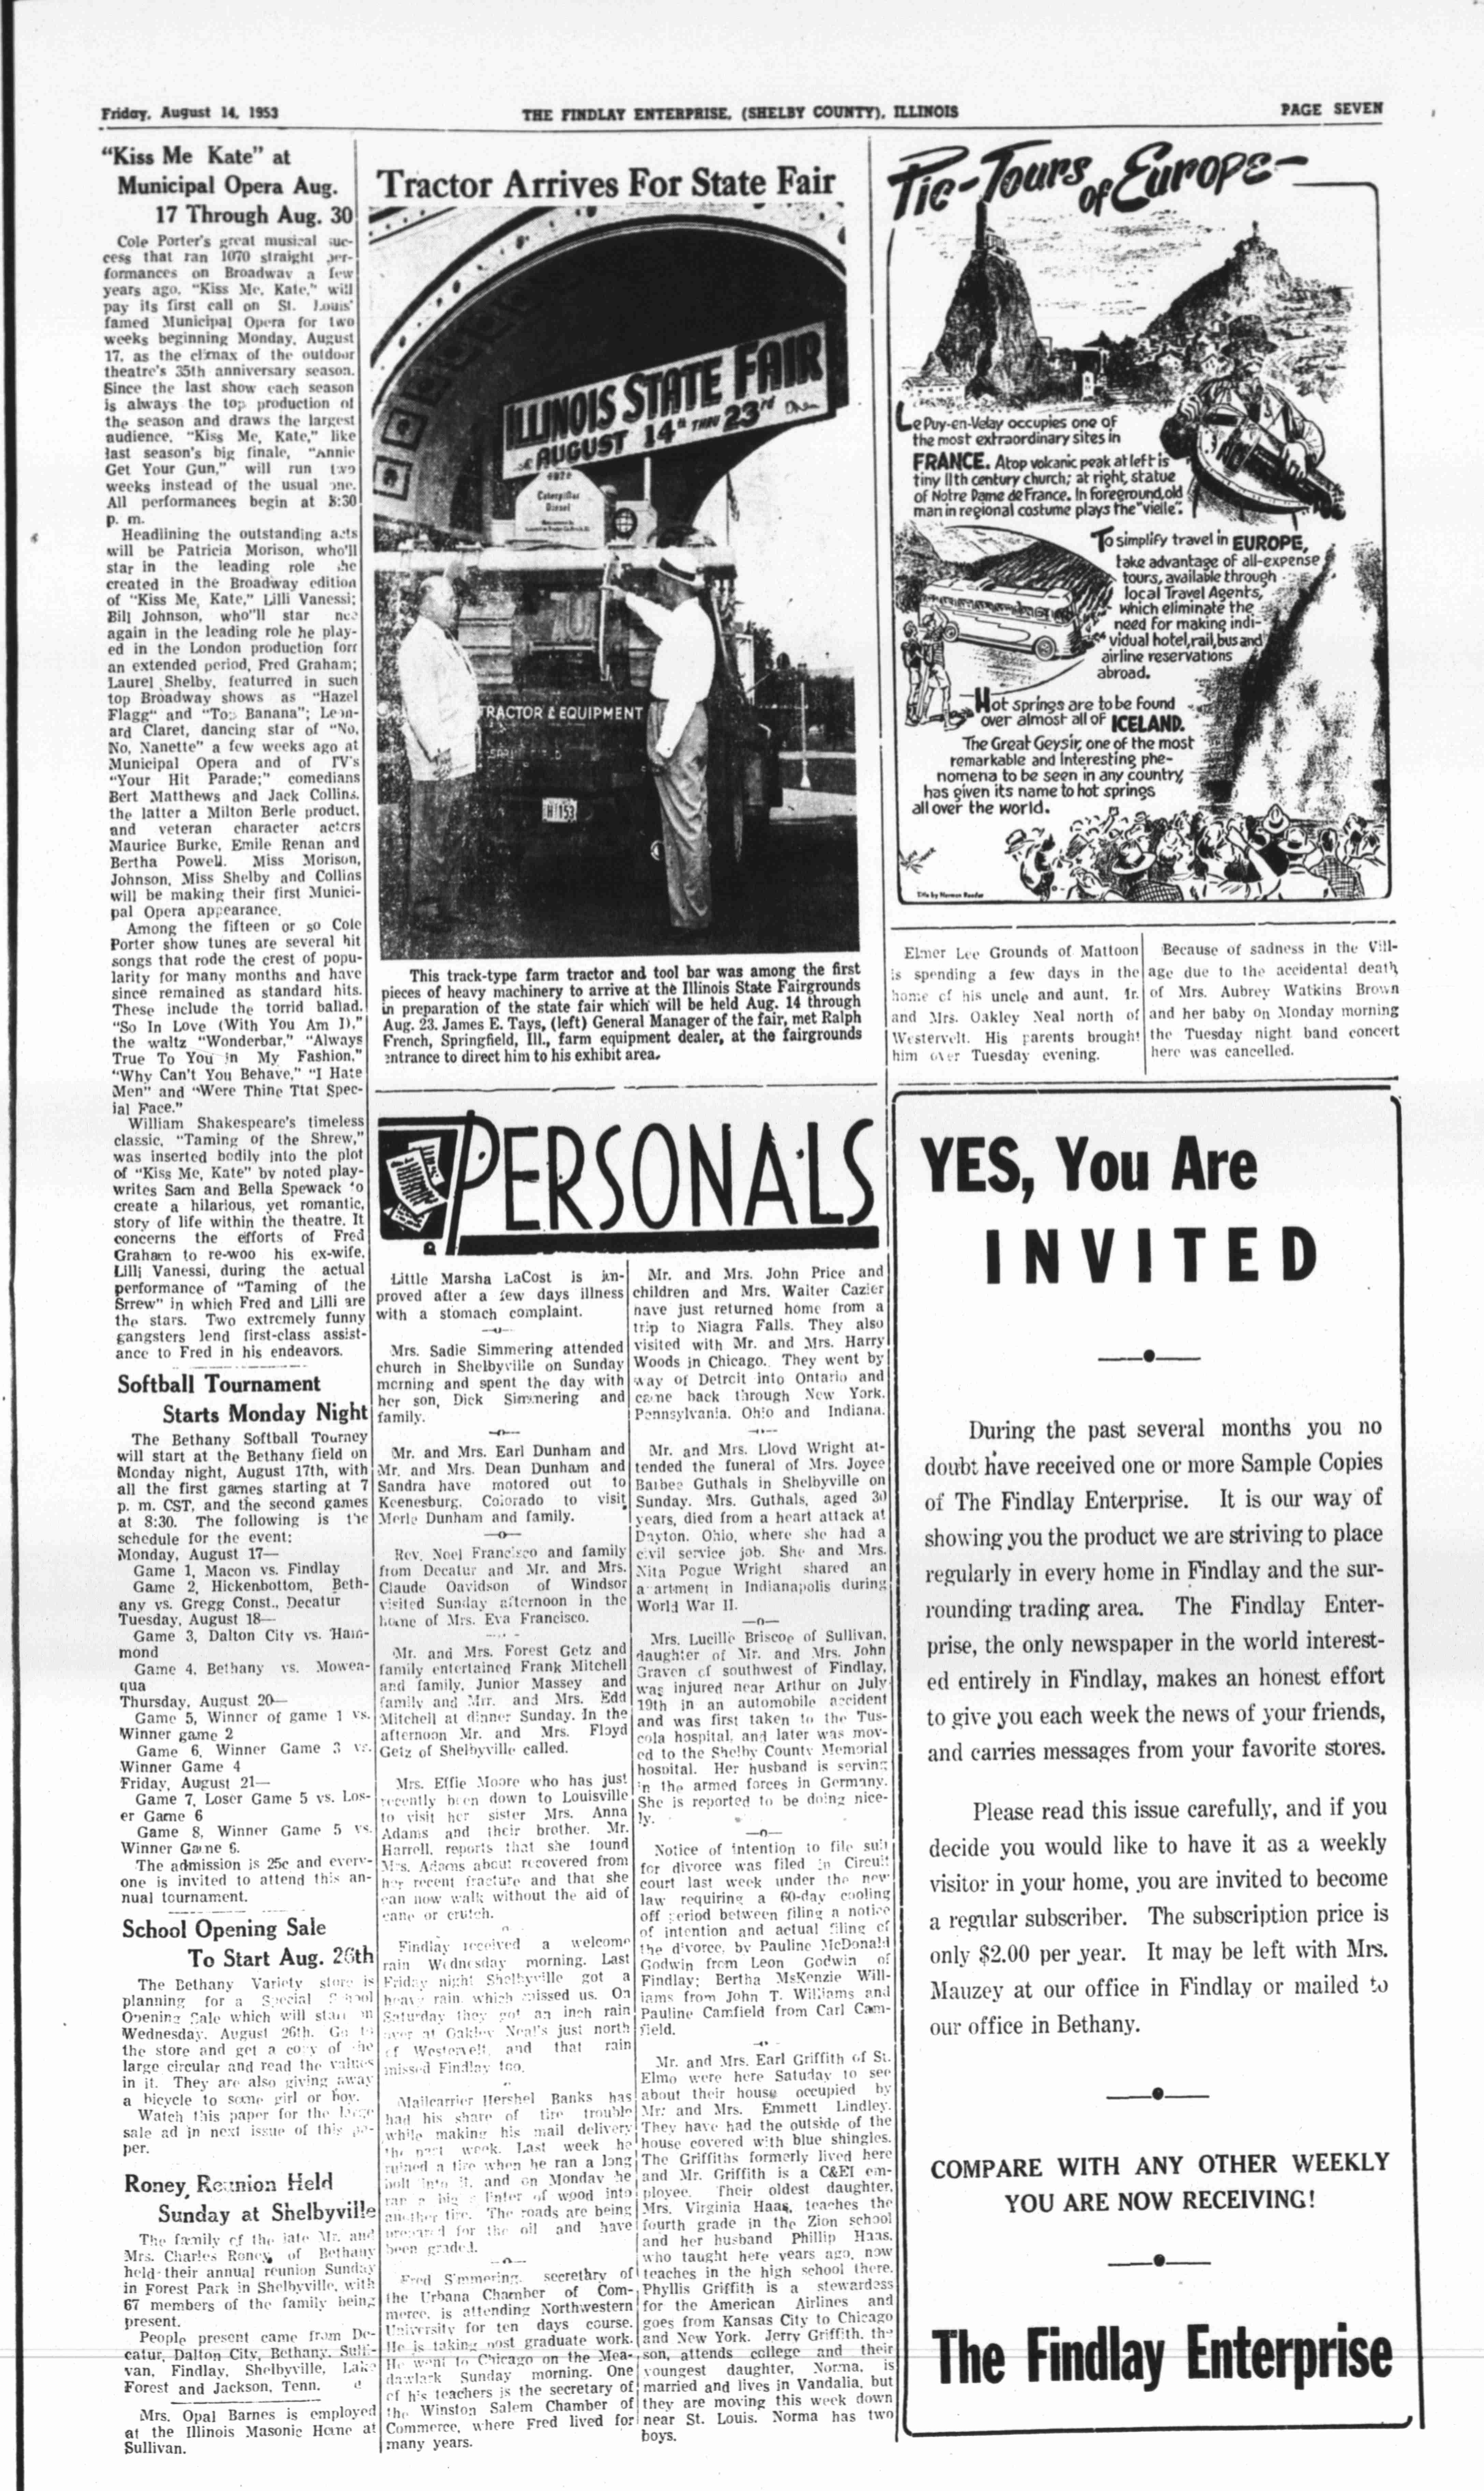 Friday, August 14, 1953
THE FINDLAY ENTERPRISE, (SHELBY COUNTY), ILLINOIS
PAGE SEVEN
"Kiss Me Kate" at
Municipal Opera Aug.
17 Through Aug. 30
Cole Porter's great musical suc-
cess that ran 1070 straight per-
formances on Broadway a few
years ago, "Kiss Me, Kate," will
pay its first call on St. Louis'
famed Municipal Opera for two
weeks beginning Monday, August
17, as the climax of the outdoor
theatre's 35th anniversary season.
Since the last show each season
is always the top production of
the season and draws the largest
audience, "Kiss Me, Kate," like
last season's big finale, "Annie
Get Your Gun," will run two
weeks instead of the usual one.
All performances begin at 8:30
p. m.
Headlining the outstanding acts
will be Patricia Morison, who'll
star in the leading role she
created in the Broadway edition
of "Kiss Me, Kate," Lilli Vanessi;
Bill Johnson, who"ll star
again in the leading role he play-
ed in the London production forr
an extended period, Fred Graham;
Laurel Shelby, featurred in such
top Broadway shows as "Hazel
Flagg" and "Top Banana"; Leon-
ard Claret, dancing star of "No,
No, Nanette" a few weeks ago at
Municipal Opera and of TV's
"Your Hit Parade;" comedians
Bert Matthews and Jack Collins,
the latter a Milton Berle product,
and veteran character actors
Maurice Burke, Emile Renan and
Bertha Powell. Miss Morison,
Johnson, Miss Shelby and Collins
will be making their first Munici-
pal Opera appearance.
Among the fifteen or so Cole
Porter show tunes are several hit
songs that rode the crest of popu-
larity for many months and have
since remained as standard hits.
These include the torrid ballad,
"So In Love (With You Am I),"
the waltz "Wonderbar," "Always
True To You in My Fashion,"
"Why Can't You Behave," "I Hate
Men" and "Were Thine Ttat Spec-
ial Face."
William Shakespeare's timeless
classic, "Taming of the Shrew,"
was inserted bodily into the plot
of "Kiss Me, Kate" by noted play-
writes Sam and Bella Spewack to
create a hilarious, yet romantic,
story of life within the theatre. It
concerns the efforts of Fred
Graham to re-woo his ex-wife,
Lilli Vanessi, during the actual
performance of "Taming of the
Srrew" in which Fred and Lilli are
the stars. Two extremely funny
gangsters lend first-class assist-
ance to Fred in his endeavors.
Softball Tournament
Starts Monday Night
The Bethany Softball Tourney
will start at the Bethany field on
Monday night, August 17th, with
all the first games starting at 7
p. m. CST, and the second games
at 8:30. The following is the
schedule for the event:
Monday, August 17—
Game 1, Macon vs. Findlay
Game 2, Hickenbottom, Beth-
any vs. Gregg Const., Decatur
Tuesday, August 18—
Game 3, Dalton City vs. Ham-
mond
Game 4, Bethany vs. Mowea-
qua
Thursday, August 20—
Game 5, Winner of game 1 vs.
Winner game 2
Game 6, Winner Game 3 vs.
Winner Game 4
Friday, August 21—
Game 7, Loser Game 5 vs. Los-
er Game 6
Game 8, Winner Game 5 vs.
Winner Game 6.
The admission is 25c and every-
one is invited to attend this an-
nual tournament.
School Opening Sale
To Start Aug. 26th
The Bethany Variety store is
planning for a Special School
Opening Sale which will start on
Wednesday, August 26th. Go to
the store and get a copy of the
large circular and read the values
in it. They are also giving away
a bicycle to some girl or boy.
Watch this paper for the large
sale ad in next issue of this pa-
per.
Roney Reunion Held
Sunday at Shelbyville
The family of the late Mr. and
Mrs. Charles Roney, of Bethany
held their annual reunion Sunday
in Forest Park in Shelbyville, with
67 members of the family being
present.
People present came from De-
catur, Dalton City, Bethany, Sulli-
van, Findlay, Shelbyville, Lake
Forest and Jackson, Tenn.
Mrs. Opal Barnes is employed
at the Illinois Masonic Home at
Sullivan.
Tractor Arrives For State Fair
ILLINOIS STATE FAIR
AUGUST 14th THRU 23rd
Caterpillar
Diesel
TRACTOR & EQUIPMENT
H 153
This track-type farm tractor and tool bar was among the first
pieces of heavy machinery to arrive at the Illinois State Fairgrounds
in preparation of the state fair which will be held Aug. 14 through
Aug. 23. James E. Tays, (left) General Manager of the fair, met Ralph
French, Springfield, Ill., farm equipment dealer, at the fairgrounds
entrance to direct him to his exhibit area.
PERSONALS
Little Marsha LaCost is im-
proved after a few days illness
with a stomach complaint.
Mrs. Sadie Simmering attended
church in Shelbyville on Sunday
morning and spent the day with
her son, Dick Simmering and
family.
Mr. and Mrs. Earl Dunham and
Mr. and Mrs. Dean Dunham and
Sandra have motored out to
Keenesburg, Colorado to visit
Merle Dunham and family.
Rev. Noel Francisco and family
from Decatur and Mr. and Mrs.
Claude Oavidson of Windsor
visited Sunday afternoon in the
home of Mrs. Eva Francisco.
Mr. and Mrs. Forest Getz and
family entertained Frank Mitchell
and family, Junior Massey and
family and Mr. and Mrs. Edd
Mitchell at dinner Sunday. In the
afternoon Mr. and Mrs. Floyd
Getz of Shelbyville called.
Mrs. Effie Moore who has just
recently been down to Louisville
to visit her sister Mrs. Anna
Adams and their brother, Mr.
Harrell, reports that she found
Mrs. Adams about recovered from
her recent fracture and that she
can now walk without the aid of
cane or crutch.
Findlay received a welcome
rain Wednesday morning. Last
Friday night Shelbyville got a
heavy rain, which missed us. On
Saturday they got an inch rain
over at Oakley Neal's just north
of Westervelt, and that rain
missed Findlay too.
Mailcarrier Hershel Banks has
had his share of tire trouble
while making his mail delivery
the past week. Last week he
ruined a tire when he ran a long
bolt into it, and on Monday he
ran a big splinter of wood into
another tire. The roads are being
prepared for the oil and have
been graded.
Fred Simmering, secretary of
the Urbana Chamber of Com-
merce, is attending Northwestern
University for ten days course.
He is taking post graduate work.
He went to Chicago on the Mea-
dowlark Sunday morning. One
of his teachers is the secretary of
the Winston Salem Chamber of
Commerce, where Fred lived for
many years.
Mr. and Mrs. John Price and
children and Mrs. Walter Cazier
have just returned home from a
trip to Niagra Falls. They also
visited with Mr. and Mrs. Harry
Woods in Chicago. They went by
way of Detroit into Ontario and
came back through New York,
Pennsylvania, Ohio and Indiana.
Mr. and Mrs. Lloyd Wright at-
tended the funeral of Mrs. Joyce
Barbee Guthals in Shelbyville on
Sunday. Mrs. Guthals, aged 30
years, died from a heart attack at
Dayton, Ohio, where she had a
civil service job. She and Mrs.
Nita Pogue Wright shared an
apartment in Indianapolis during
World War II.
Mrs. Lucille Briscoe of Sullivan,
daughter of Mr. and Mrs. John
Graven of southwest of Findlay,
was injured near Arthur on July
19th in an automobile accident
and was first taken to the Tus-
cola hospital, and later was mov-
ed to the Shelby County Memorial
hospital. Her husband is serving
in the armed forces in Germany.
She is reported to be doing nice-
ly.
Notice of intention to file suit
for divorce was filed in Circuit
court last week under the new
law requiring a 60-day cooling
off period between filing a notice
of intention and actual filing of
the divorce, by Pauline McDonald
Godwin from Leon Godwin of
Findlay; Bertha MsKenzie Will-
iams from John T. Williams and
Pauline Camfield from Carl Cam-
field.
Mr. and Mrs. Earl Griffith of St.
Elmo were here Satuday to see
about their house occupied by
Mr: and Mrs. Emmett Lindley.
They have had the outside of the
house covered with blue shingles.
The Griffiths formerly lived here
and Mr. Griffith is a C&EI em-
ployee. Their oldest daughter,
Mrs. Virginia Haas, teaches the
fourth grade in the Zion school
and her husband Phillip Haas,
who taught here years ago, now
teaches in the high school there.
Phyllis Griffith is a stewardess
for the American Airlines and
goes from Kansas City to Chicago
and New York. Jerry Griffith, the
son, attends college and their
youngest daughter, Norma, is
married and lives in Vandalia, but
they are moving this week down
near St. Louis. Norma has two
boys.
Pic-Tours of Europe—
Le Puy-en-Velay occupies one of
the most extraordinary sites in
FRANCE. Atop volcanic peak at left is
tiny 11th century church; at right, statue
of Notre Dame de France. In foreground, old
man in regional costume plays the "vielle".
To simplify travel in EUROPE,
take advantage of all-expense
tours, available through
local Travel Agents,
which eliminate the
need for making indi-
vidual hotel, rail, bus and
airline reservations
abroad.
Hot springs are to be found
over almost all of ICELAND.
The Great Geysir, one of the most
remarkable and interesting phe-
nomena to be seen in any country,
has given its name to hot springs
all over the world.
Elmer Lee Grounds of Mattoon
is spending a few days in the
home of his uncle and aunt, Ir.
and Mrs. Oakley Neal north of
Westervelt. His parents brought
him over Tuesday evening.
Because of sadness in the Vill-
age due to the accidental death
of Mrs. Aubrey Watkins Brown
and her baby on Monday morning
the Tuesday night band concert
here was cancelled.
YES, You Are
INVITED
During the past several months you no
doubt have received one or more Sample Copies
of The Findlay Enterprise. It is our way of
showing you the product we are striving to place
regularly in every home in Findlay and the sur-
rounding trading area. The Findlay Enter-
prise, the only newspaper in the world interest-
ed entirely in Findlay, makes an honest effort
to give you each week the news of your friends,
and carries messages from your favorite stores.
Please read this issue carefully, and if you
decide you would like to have it as a weekly
visitor in your home, you are invited to become
a regular subscriber. The subscription price is
only $2.00 per year. It may be left with Mrs.
Mauzey at our office in Findlay or mailed to
our office in Bethany.
COMPARE WITH ANY OTHER WEEKLY
YOU ARE NOW RECEIVING!
The Findlay Enterprise